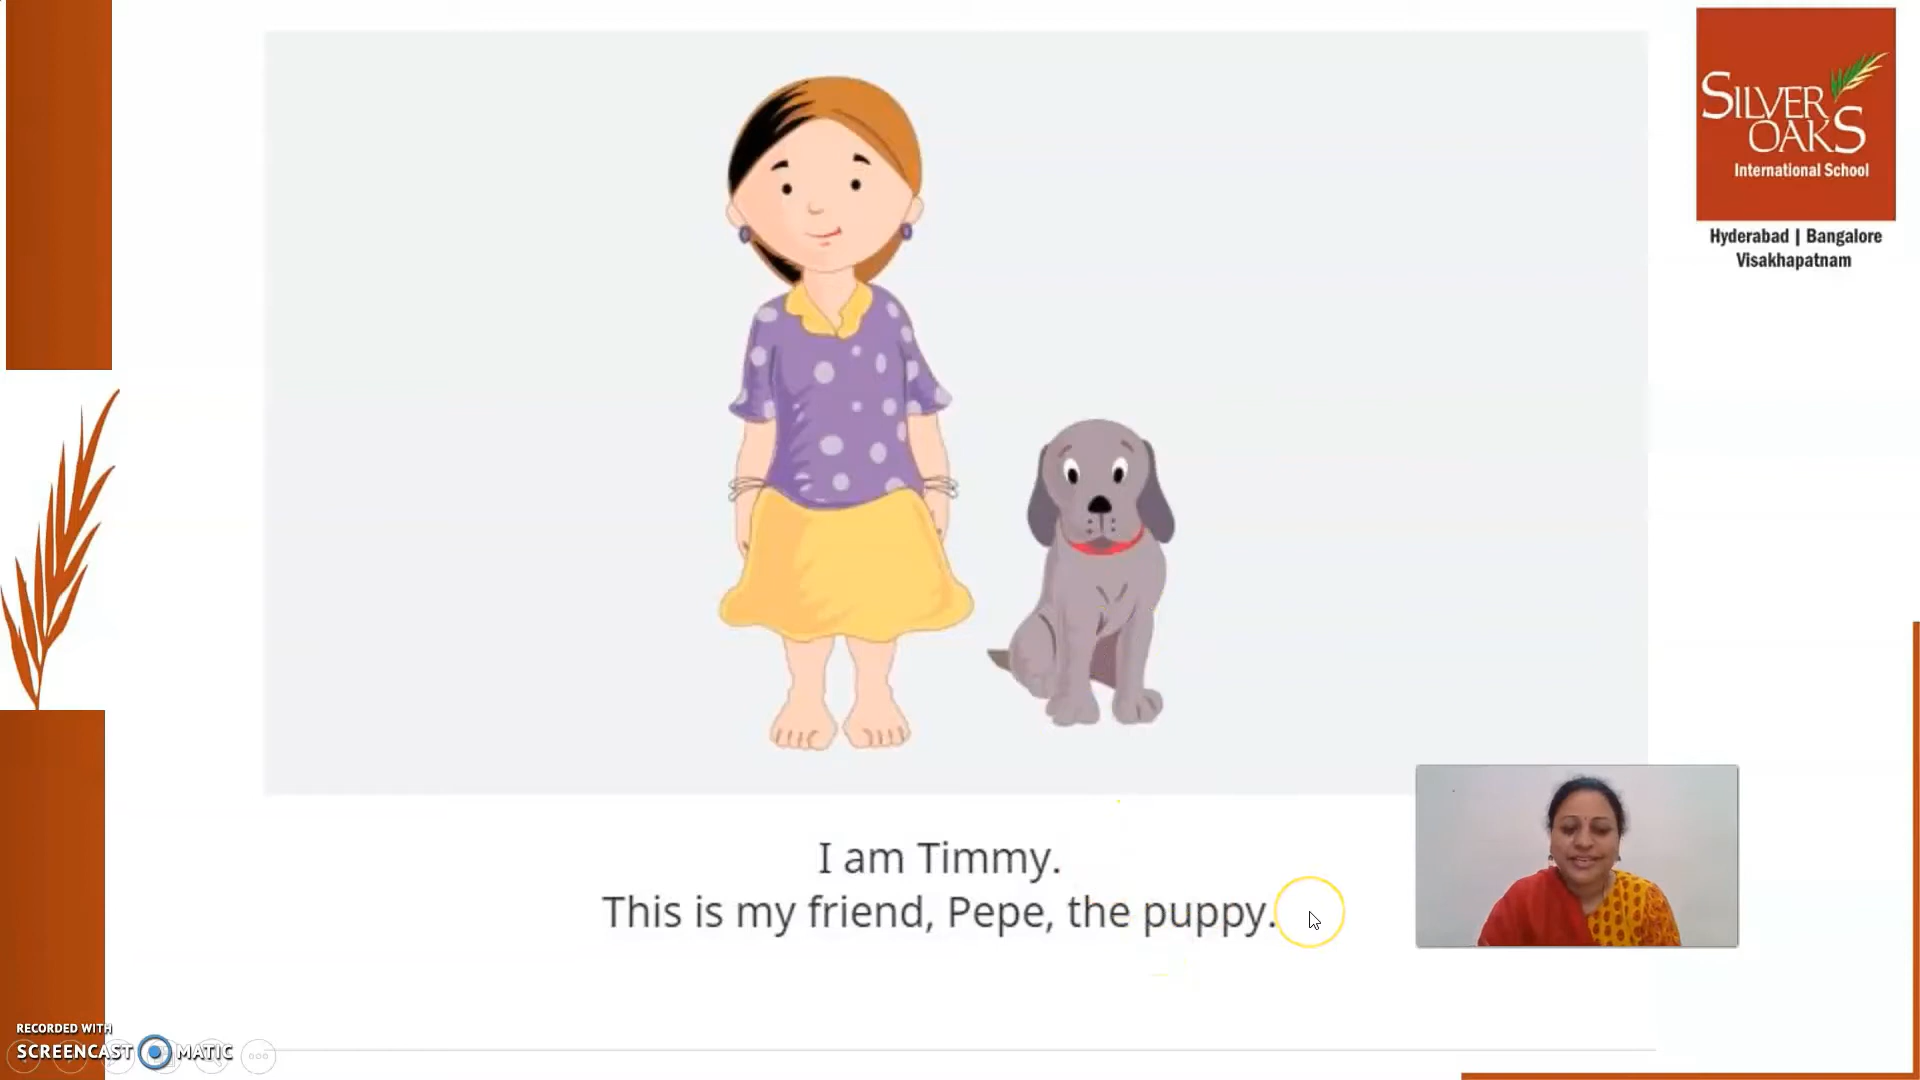 SILVER
OAKS
International School
Hyderabad | Bangalore
Visakhapatnam
I am Timmy.
This is my friend, Pepe, the puppy.
RECORDED WITH
SCREENCAST MATIC